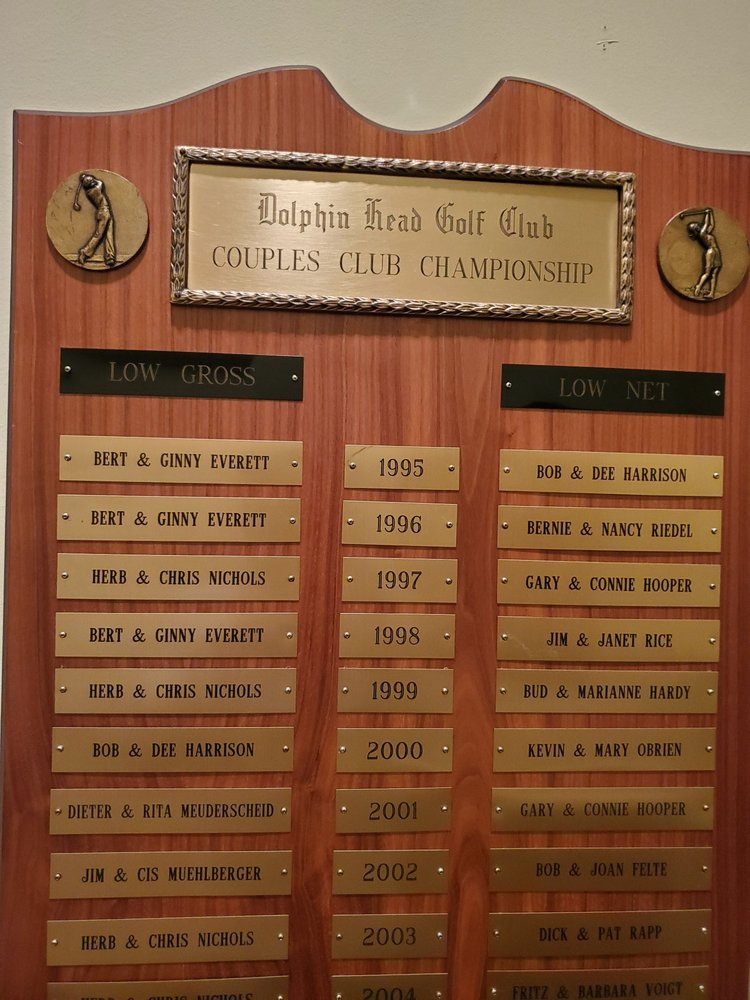 Dolphin Head Golf Club
COUPLES CLUB CHAMPIONSHIP
LOW GROSS LOW NET
BERT & GINNY EVERETT 1995 BOB & DEE HARRISON
BERT & GINNY EVERETT 1996 BERNIE & NANCY RIEDEL
HERB & CHRIS NICHOLS 1997 GARY & CONNIE HOOPER
BERT & GINNY EVERETT 1998 JIM & JANET RICE
HERB & CHRIS NICHOLS 1999 BUD & MARIANNE HARDY
BOB & DEE HARRISON 2000 KEVIN & MARY OBRIEN
DIETER & RITA MEUDERSCHEID 2001 GARY & CONNIE HOOPER
JIM & CIS MUEHLBERGER 2002 BOB & JOAN FELTE
HERB & CHRIS NICHOLS 2003 DICK & PAT RAPP
HERB & CHRIS NICHOLS 2004 FRITZ & BARBARA VOIGT